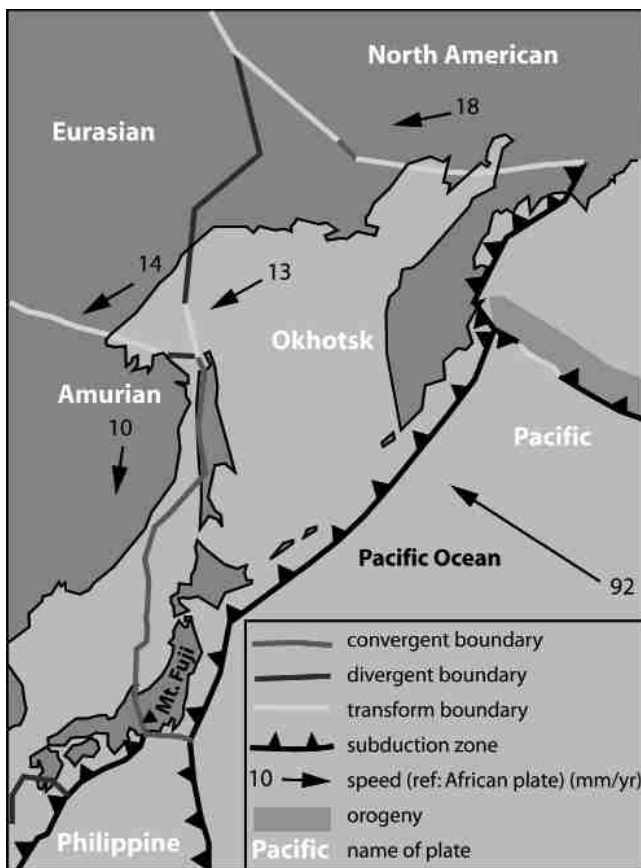 North American
18
Eurasian
14
13
Okhotsk
Amurian
10
Pacific
Pacific Ocean
92
Mt. Fuji
convergent boundary
divergent boundary
transform boundary
subduction zone
10 speed (ref: African plate) (mm/yr)
orogeny
Pacific name of plate
Philippine